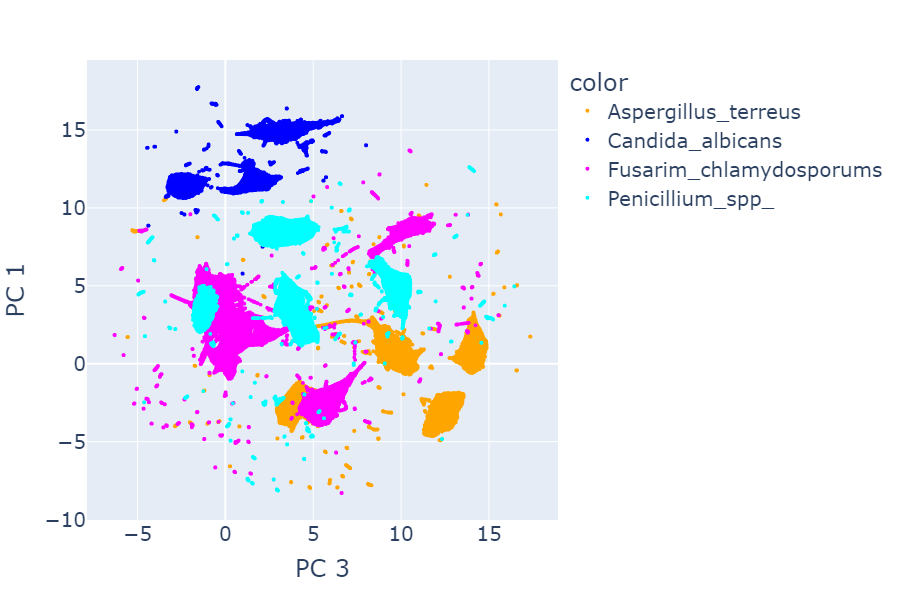 color
Aspergillus_terreus
Candida_albicans
Fusarim_chlamydosporums
Penicillium_spp_
PC 1
15
10
5
0
−5
−10
−5 0 5 10 15
PC 3